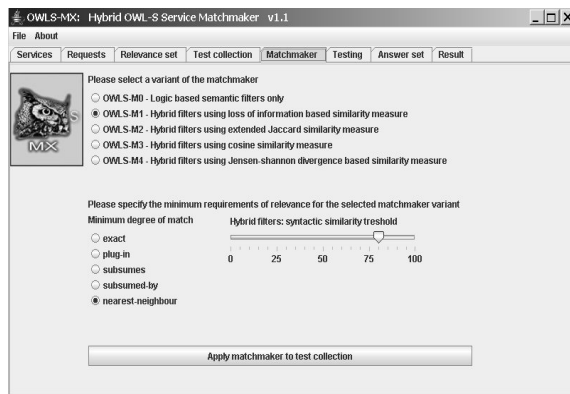 OWLS-MX: Hybrid OWL-S Service Matchmaker v1.1
File About
Services Requests Relevance set Test collection Matchmaker Testing Answer set Result
Please select a variant of the matchmaker
OWLS-M0 - Logic based semantic filters only
OWLS-M1 - Hybrid filters using loss of information based similarity measure
OWLS-M2 - Hybrid filters using extended Jaccard similarity measure
OWLS-M3 - Hybrid filters using cosine similarity measure
OWLS-M4 - Hybrid filters using Jensen-shannon divergence based similarity measure
S
MX
Please specify the minimum requirements of relevance for the selected matchmaker variant
Minimum degree of match Hybrid filters: syntactic similarity treshold
exact
plug-in
0 25 50 75 100
subsumes
subsumed-by
nearest-neighbour
Apply matchmaker to test collection